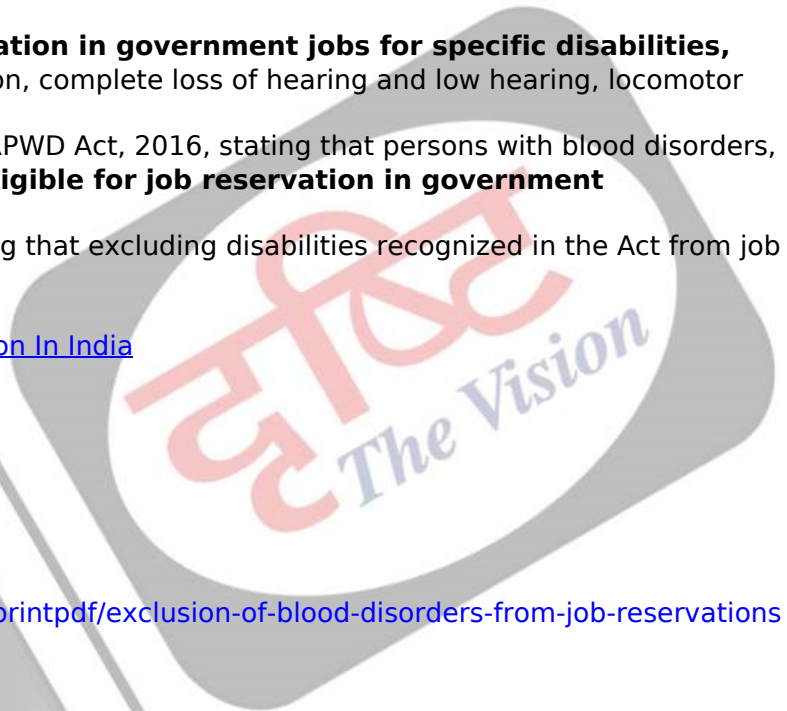 ation in government jobs for specific disabilities,
on, complete loss of hearing and low hearing, locomotor
PWD Act, 2016, stating that persons with blood disorders,
igible for job reservation in government
g that excluding disabilities recognized in the Act from job
on In India
दृष्टि
The Vision
printpdf/exclusion-of-blood-disorders-from-job-reservations